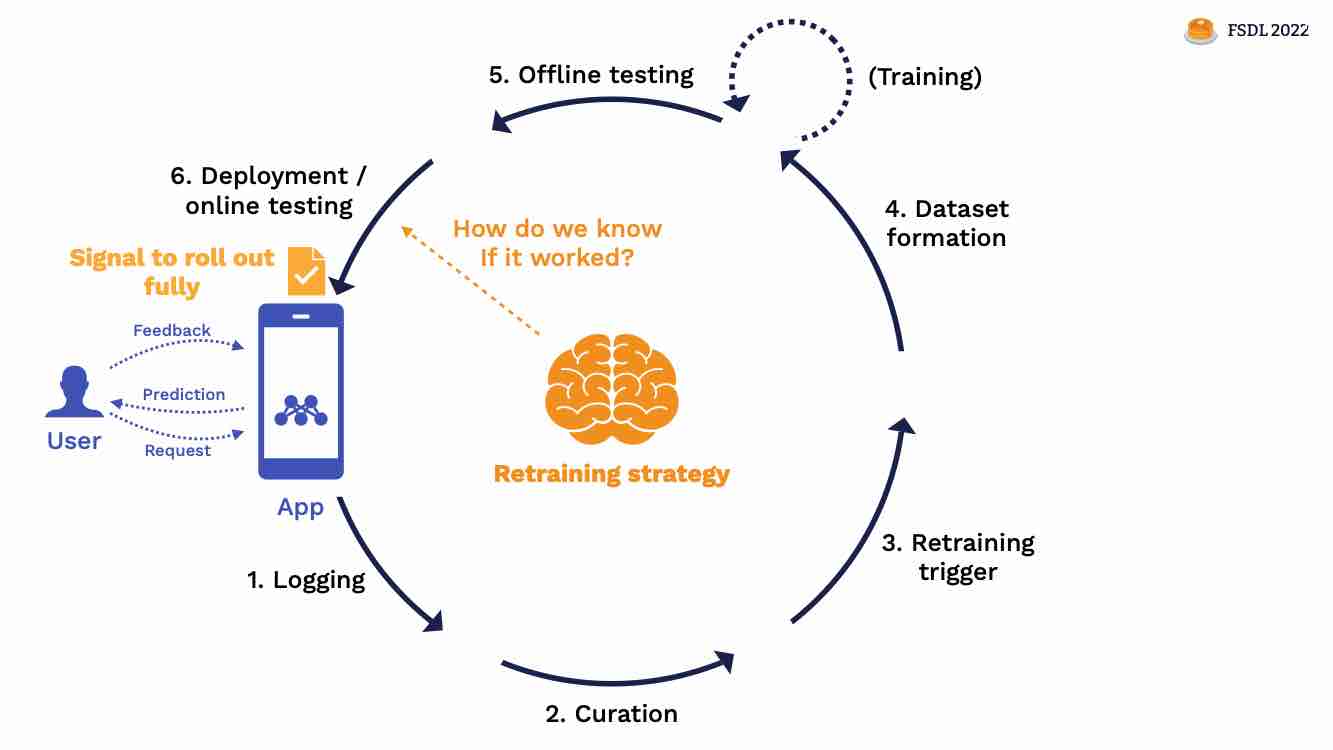 FSDL 2022
5. Offline testing
(Training)
6. Deployment /
online testing
4. Dataset
formation
How do we know
If it worked?
Signal to roll out
fully
Feedback
Prediction
Request
User
App
Retraining strategy
3. Retraining
trigger
1. Logging
2. Curation